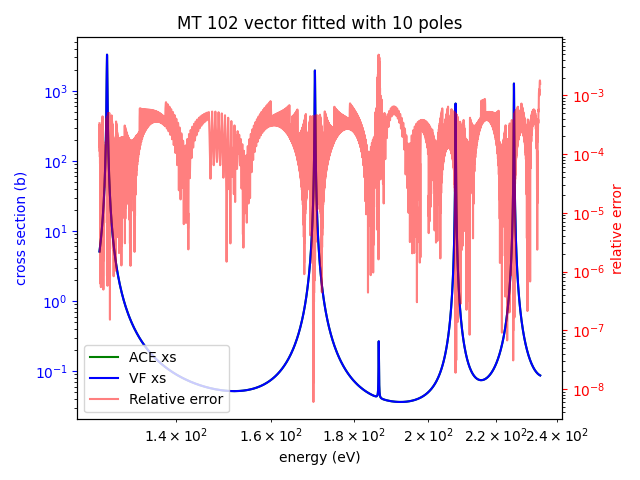 MT 102 vector fitted with 10 poles
cross section (b)
10³
10²
10¹
10⁰
10⁻¹
10⁻³
10⁻⁴
10⁻⁵
10⁻⁶
10⁻⁷
10⁻⁸
relative error
ACE xs
VF xs
Relative error
1.4 × 10² 1.6 × 10² 1.8 × 10² 2 × 10² 2.2 × 10² 2.4 × 10²
energy (eV)